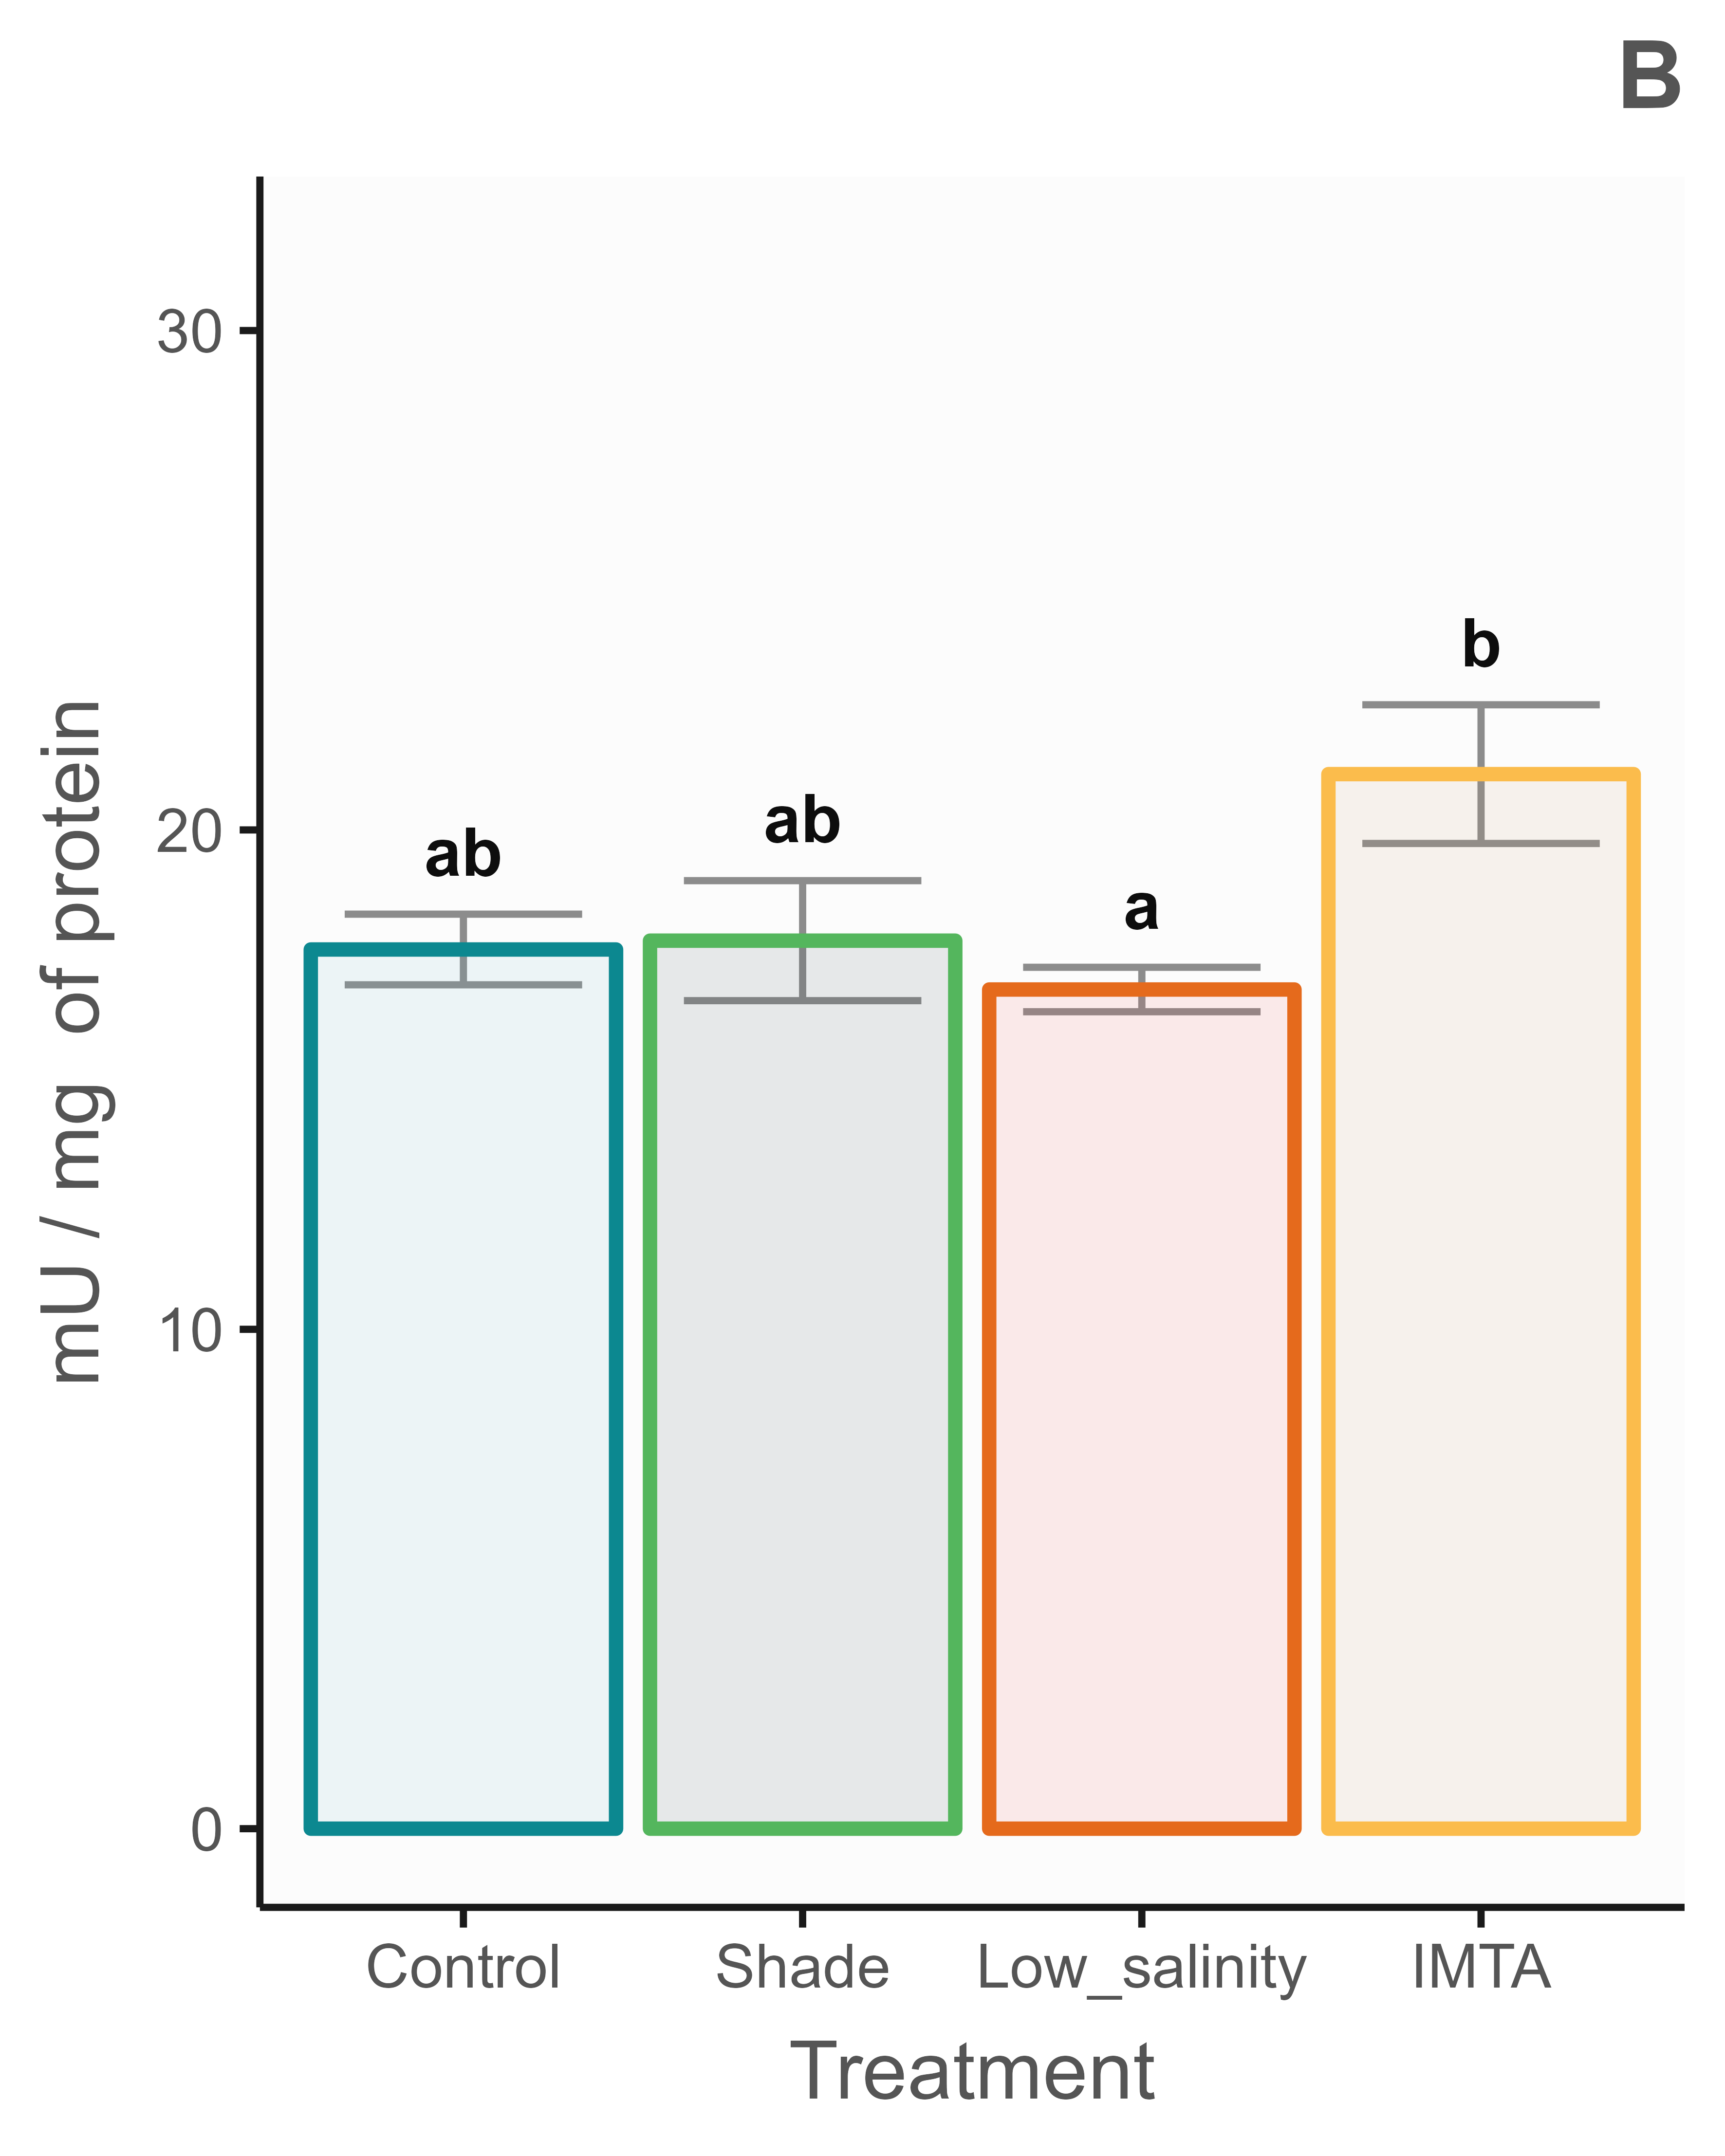 B
mU / mg of protein
30
20
10
0
ab
ab
a
b
Control
Shade
Low_salinity
IMTA
Treatment